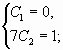 C₁ = 0,
7C₂ = 1;